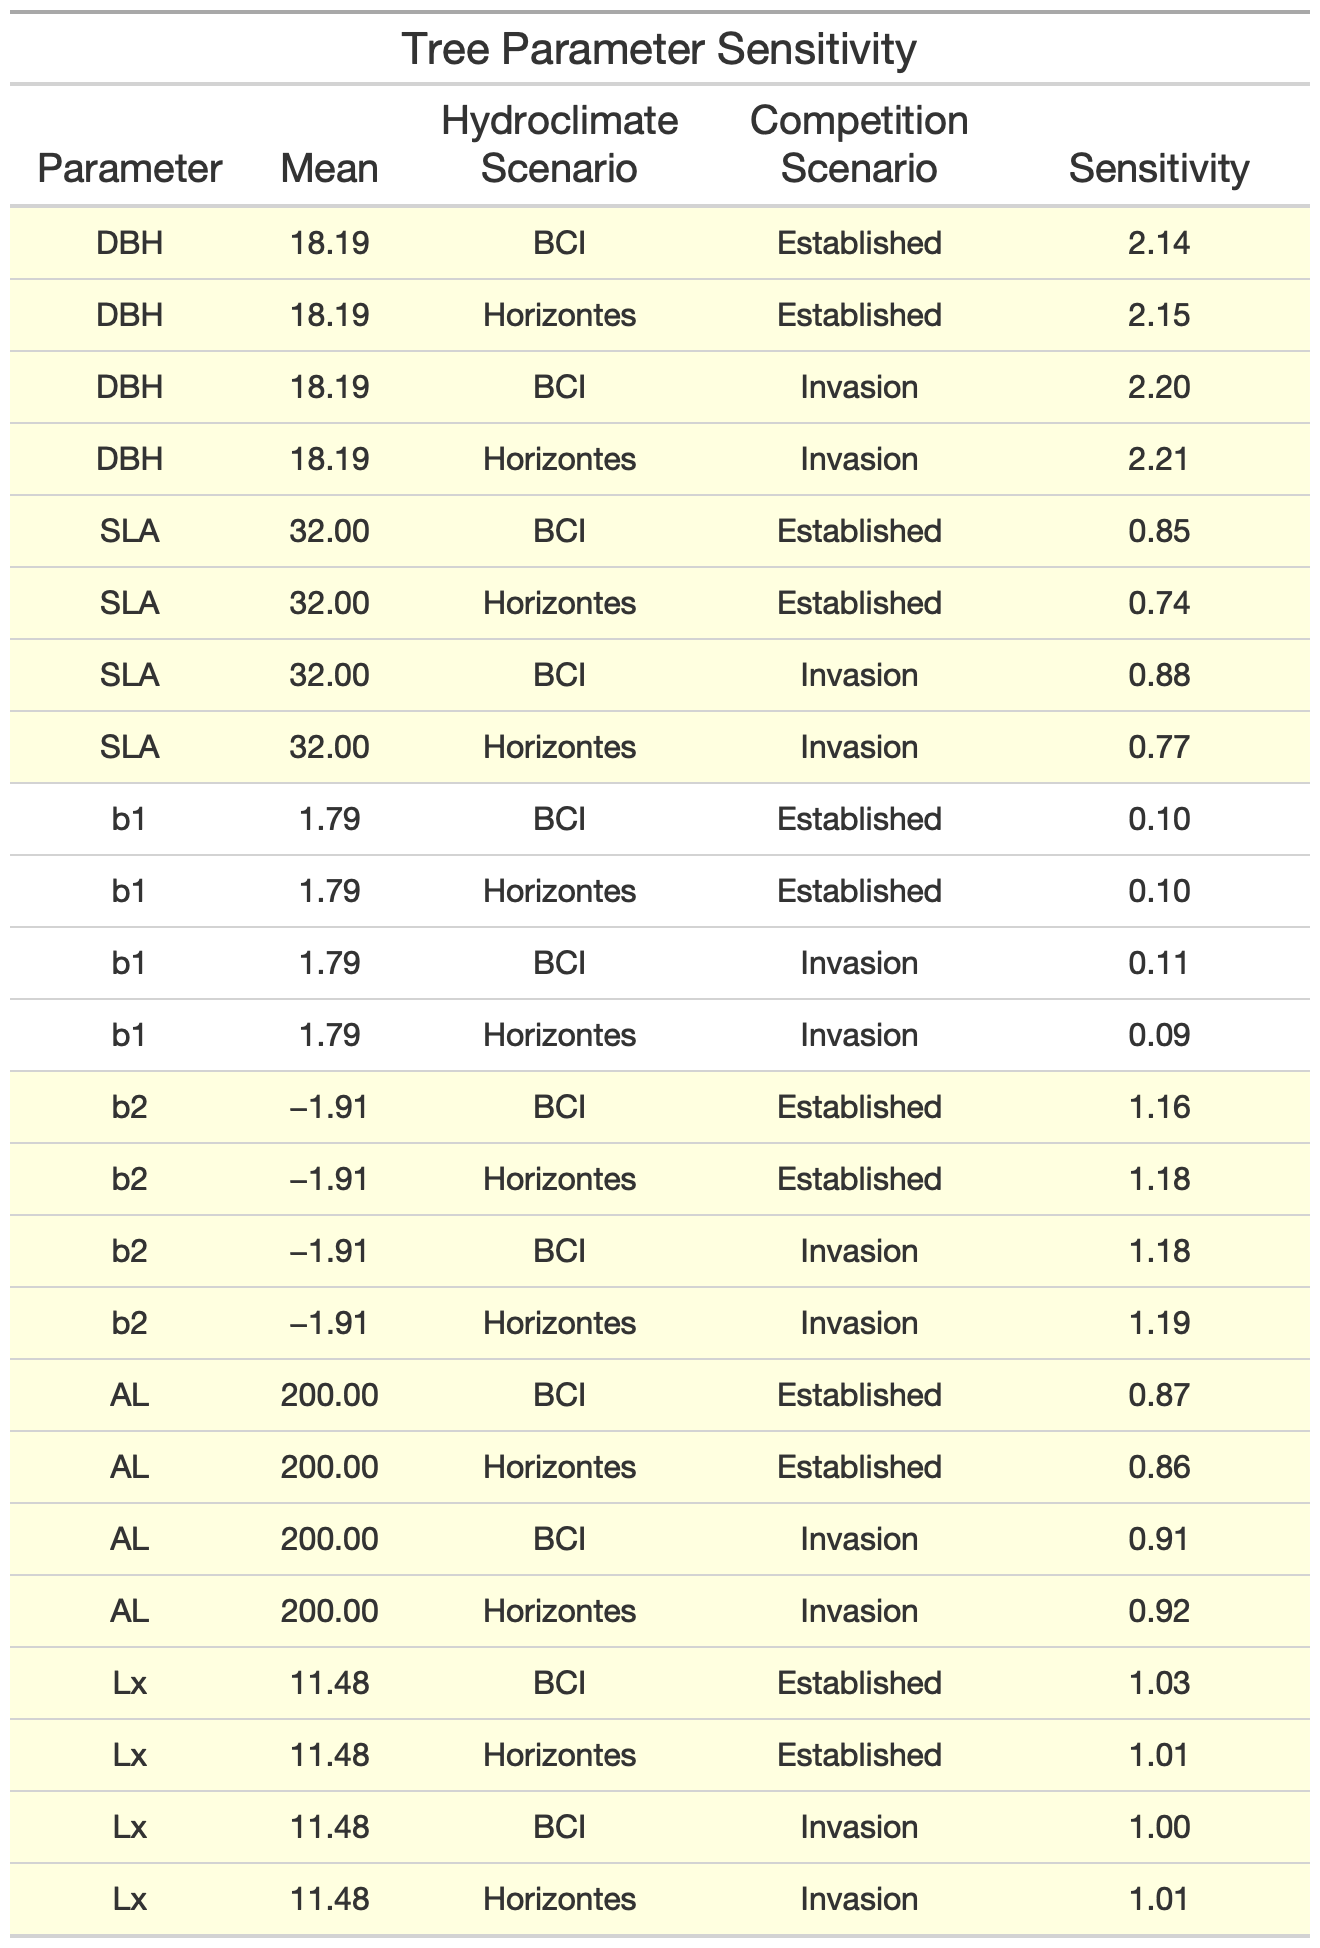 Tree Parameter Sensitivity
Parameter Mean Hydroclimate Scenario Competition Scenario Sensitivity
DBH 18.19 BCI Established 2.14
DBH 18.19 Horizontes Established 2.15
DBH 18.19 BCI Invasion 2.20
DBH 18.19 Horizontes Invasion 2.21
SLA 32.00 BCI Established 0.85
SLA 32.00 Horizontes Established 0.74
SLA 32.00 BCI Invasion 0.88
SLA 32.00 Horizontes Invasion 0.77
b1 1.79 BCI Established 0.10
b1 1.79 Horizontes Established 0.10
b1 1.79 BCI Invasion 0.11
b1 1.79 Horizontes Invasion 0.09
b2 −1.91 BCI Established 1.16
b2 −1.91 Horizontes Established 1.18
b2 −1.91 BCI Invasion 1.18
b2 −1.91 Horizontes Invasion 1.19
AL 200.00 BCI Established 0.87
AL 200.00 Horizontes Established 0.86
AL 200.00 BCI Invasion 0.91
AL 200.00 Horizontes Invasion 0.92
Lx 11.48 BCI Established 1.03
Lx 11.48 Horizontes Established 1.01
Lx 11.48 BCI Invasion 1.00
Lx 11.48 Horizontes Invasion 1.01